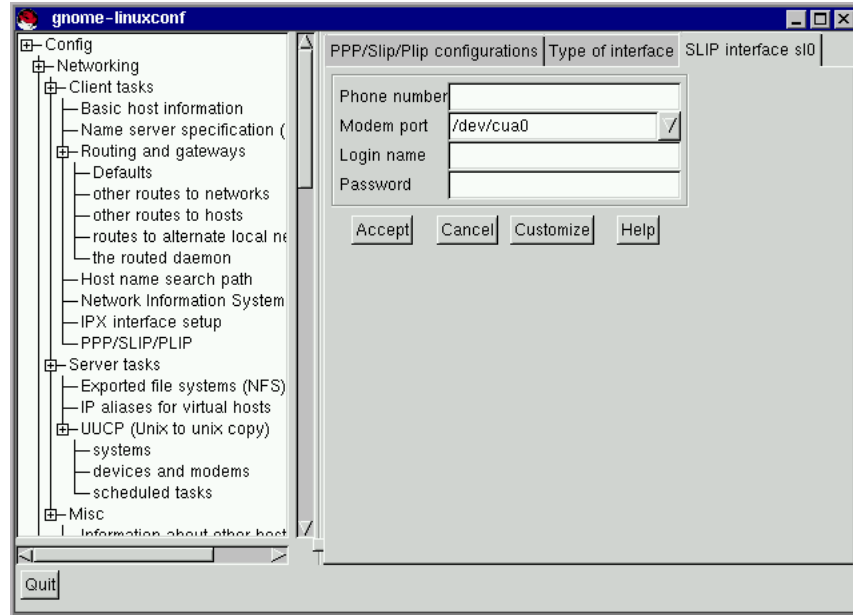 gnome-linuxconf
Config
Networking
Client tasks
Basic host information
Name server specification (
Routing and gateways
Defaults
other routes to networks
other routes to hosts
routes to alternate local ne
the routed daemon
Host name search path
Network Information System
IPX interface setup
PPP/SLIP/PLIP
Server tasks
Exported file systems (NFS)
IP aliases for virtual hosts
UUCP (Unix to unix copy)
systems
devices and modems
scheduled tasks
Misc
Information about other host
PPP/Slip/Plip configurations Type of interface SLIP interface sl0
Phone number
Modem port /dev/cua0
Login name
Password
Accept Cancel Customize Help
Quit